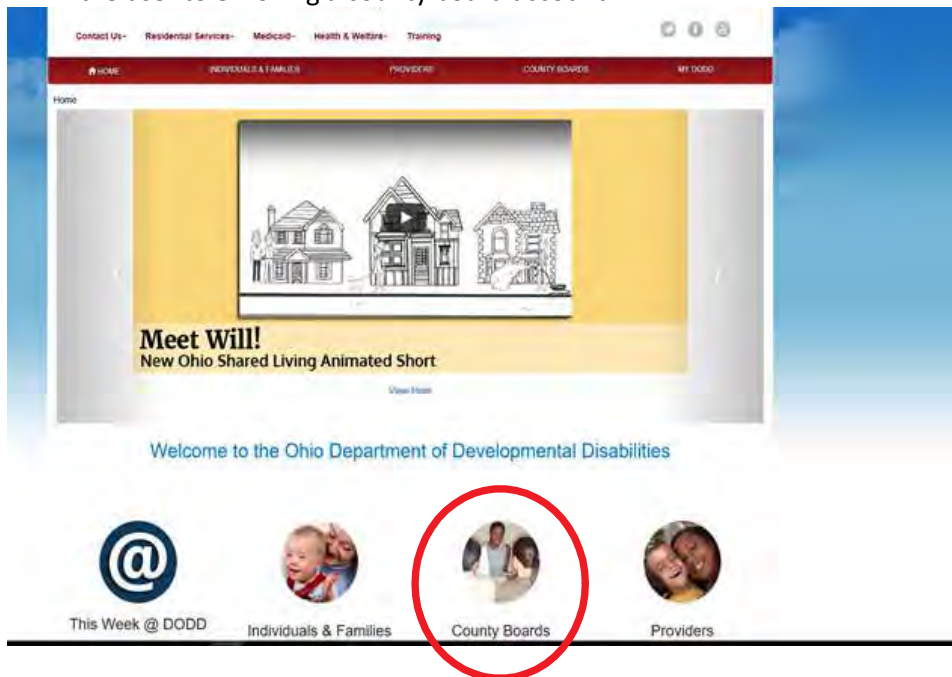 Contact Us- Residential Services- Medicaid- Health & Welfare- Training
HOME INDIVIDUALS & FAMILIES PROVIDERS COUNTY BOARDS MY DODD
Home
Meet Will!
New Ohio Shared Living Animated Short
View More
Welcome to the Ohio Department of Developmental Disabilities
@
This Week @ DODD Individuals & Families County Boards Providers